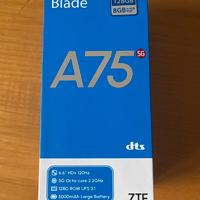 Blade
128GB
8GB
A75 5G
dts
6.6" HD+ 120Hz
5G Octa core 2.2GHz
128G ROM UFS 3.1
5000mAh Large Battery
ZTE